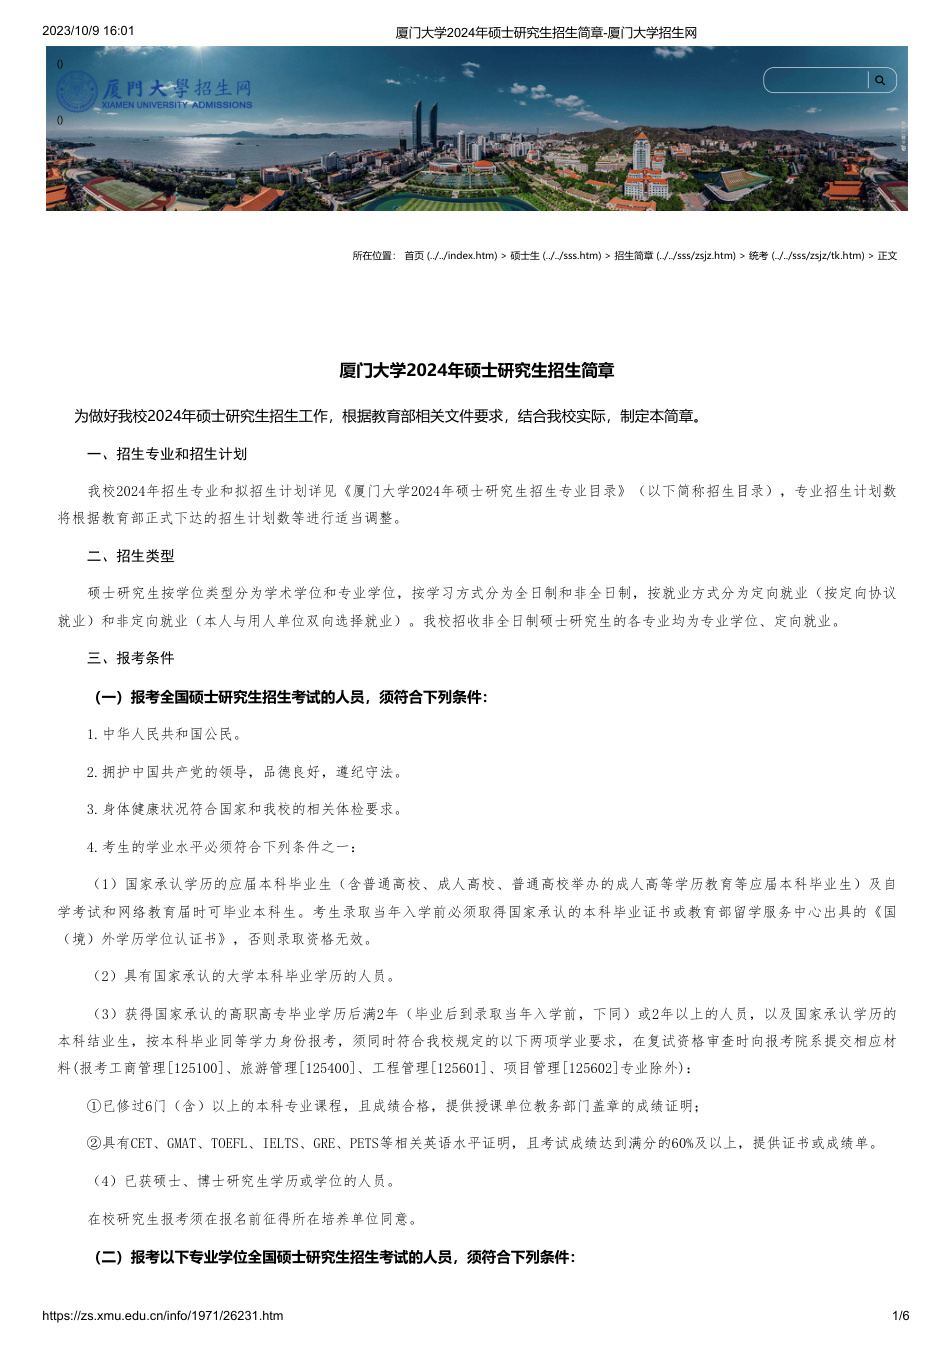 2023/10/9 16:01
厦门大学2024年硕士研究生招生简章-厦门大学招生网
()
厦門大學招生网
XIAMEN UNIVERSITY ADMISSIONS
()
所在位置： 首页 (../../index.htm) > 硕士生 (../../sss.htm) > 招生简章 (../../sss/zsjz.htm) > 统考 (../../sss/zsjz/tk.htm) > 正文
厦门大学2024年硕士研究生招生简章
为做好我校2024年硕士研究生招生工作，根据教育部相关文件要求，结合我校实际，制定本简章。
一、招生专业和招生计划
我校2024年招生专业和拟招生计划详见《厦门大学2024年硕士研究生招生专业目录》（以下简称招生目录），专业招生计划数
将根据教育部正式下达的招生计划数等进行适当调整。
二、招生类型
硕士研究生按学位类型分为学术学位和专业学位，按学习方式分为全日制和非全日制，按就业方式分为定向就业（按定向协议
就业）和非定向就业（本人与用人单位双向选择就业）。我校招收非全日制硕士研究生的各专业均为专业学位、定向就业。
三、报考条件
（一）报考全国硕士研究生招生考试的人员，须符合下列条件：
1.中华人民共和国公民。
2.拥护中国共产党的领导，品德良好，遵纪守法。
3.身体健康状况符合国家和我校的相关体检要求。
4.考生的学业水平必须符合下列条件之一：
（1）国家承认学历的应届本科毕业生（含普通高校、成人高校、普通高校举办的成人高等学历教育等应届本科毕业生）及自
学考试和网络教育届时可毕业本科生。考生录取当年入学前必须取得国家承认的本科毕业证书或教育部留学服务中心出具的《国
（境）外学历学位认证书》，否则录取资格无效。
（2）具有国家承认的大学本科毕业学历的人员。
（3）获得国家承认的高职高专毕业学历后满2年（毕业后到录取当年入学前，下同）或2年以上的人员，以及国家承认学历的
本科结业生，按本科毕业同等学力身份报考，须同时符合我校规定的以下两项学业要求，在复试资格审查时向报考院系提交相应材
料(报考工商管理[125100]、旅游管理[125400]、工程管理[125601]、项目管理[125602]专业除外)：
①已修过6门（含）以上的本科专业课程，且成绩合格，提供授课单位教务部门盖章的成绩证明；
②具有CET、GMAT、TOEFL、IELTS、GRE、PETS等相关英语水平证明，且考试成绩达到满分的60%及以上，提供证书或成绩单。
（4）已获硕士、博士研究生学历或学位的人员。
在校研究生报考须在报名前征得所在培养单位同意。
（二）报考以下专业学位全国硕士研究生招生考试的人员，须符合下列条件：
https://zs.xmu.edu.cn/info/1971/26231.htm
1/6